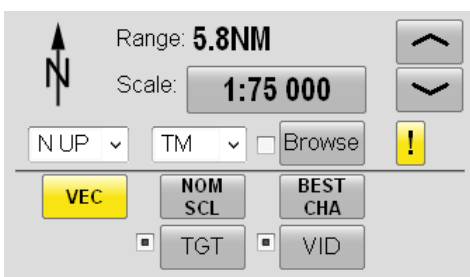 N
Range: 5.8NM
Scale: 1:75 000
N UP TM Browse !
VEC NOM SCL BEST CHA
TGT VID